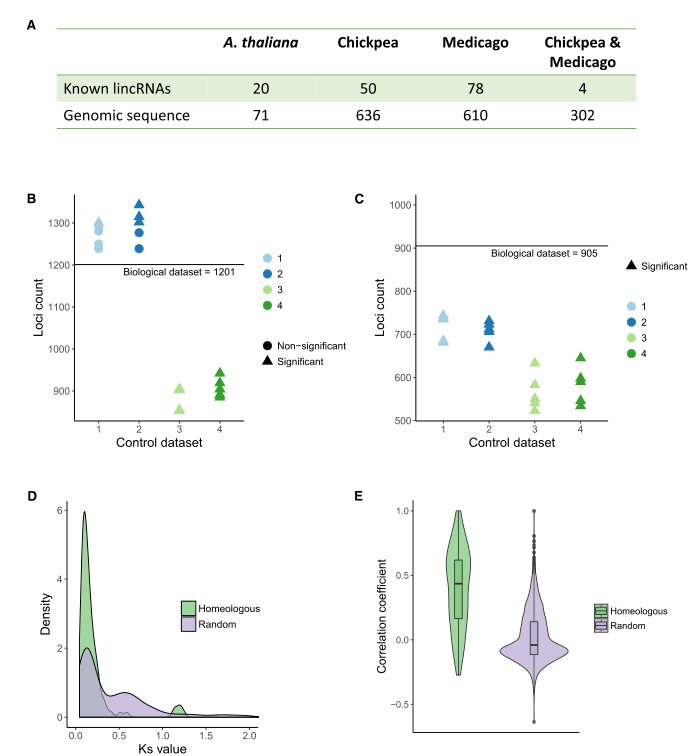 A
A. thaliana Chickpea Medicago Chickpea &
Medicago
Known lincRNAs 20 50 78 4
Genomic sequence 71 636 610 302
B
Loci count
1300
1200
1100
1000
900
Biological dataset = 1201
1 2 3 4
Control dataset
1
2
3
4
Non−significant
Significant
C
Loci count
1000
900
800
700
600
500
Biological dataset = 905
1 2 3 4
Control dataset
Significant
1
2
3
4
D
Density
6
4
2
0
0.0 0.5 1.0 1.5 2.0
Ks value
Homeologous
Random
E
Correlation coefficient
1.0
0.5
0.0
−0.5
Homeologous
Random